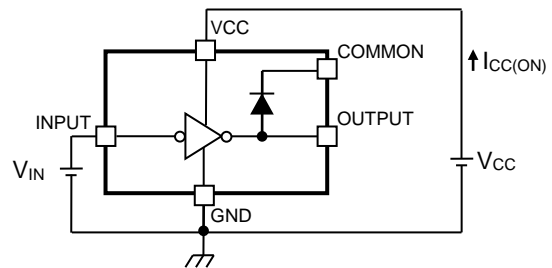 VCC
COMMON
↑ICC(ON)
INPUT
OUTPUT
VIN
VCC
GND